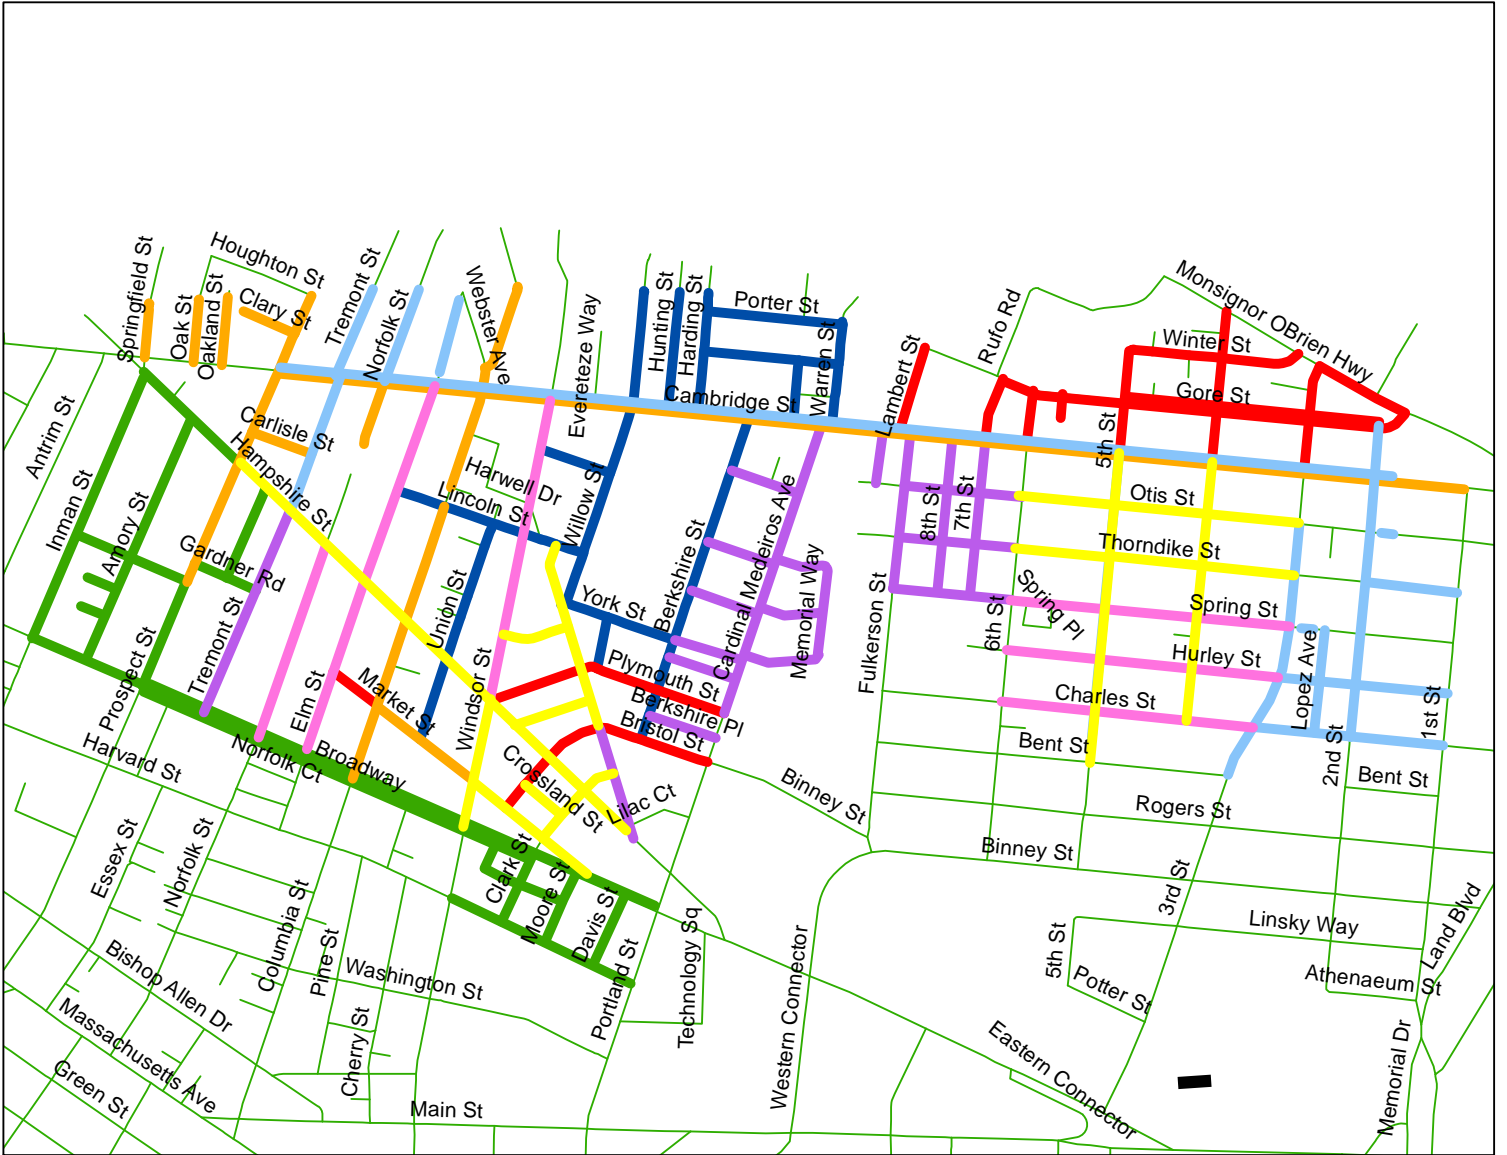 Springfield St
Oak St
Oakland St
Houghton St
Clary St
Tremont St
Norfolk St
Webster Ave
Evereteze Way
Hunting St
Harding St
Porter St
Warren St
Lambert St
Rufo Rd
Monsignor OBrien Hwy
Winter St
Gore St
Cambridge St
5th St
Antrim St
Carlisle St
Hampshire St
Inman St
Amory St
Harwell Dr
Lincoln St
Willow St
Gardner Rd
Tremont St
Union St
York St
Berkshire St
Cardinal Medeiros Ave
Memorial Way
Fulkerson St
8th St
7th St
Otis St
Thorndike St
Spring Pl
6th St
Spring St
Hurley St
Charles St
Lopez Ave
1st St
2nd St
Prospect St
Elm St
Market St
Windsor St
Plymouth St
Berkshire Pl
Bristol St
Harvard St
Norfolk Ct
Broadway
Crossland St
Lilac Ct
Binney St
Bent St
Bent St
Rogers St
Binney St
Essex St
Norfolk St
Columbia St
Pine St
Clark St
Moore St
Davis St
Portland St
Technology Sq
Western Connector
3rd St
5th St
Potter St
Linsky Way
Athenaeum St
Land Blvd
Bishop Allen Dr
Washington St
Cherry St
Massachusetts Ave
Green St
Main St
Eastern Connector
Memorial Dr